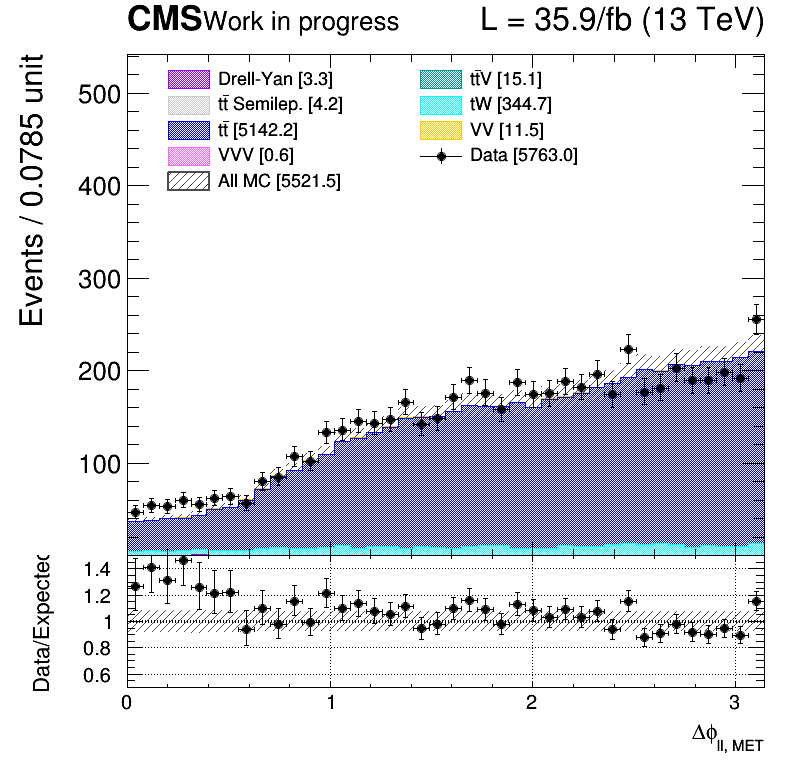 CMS Work in progress L = 35.9/fb (13 TeV)
Events / 0.0785 unit
500
400
300
200
100
Drell-Yan [3.3]
tt̄ Semilep. [4.2]
tt̄ [5142.2]
VVV [0.6]
All MC [5521.5]
tt̄V [15.1]
tW [344.7]
VV [11.5]
Data [5763.0]
Data/Expected
1.4
1.2
1
0.8
0.6
0 1 2 3
Δϕll, MET